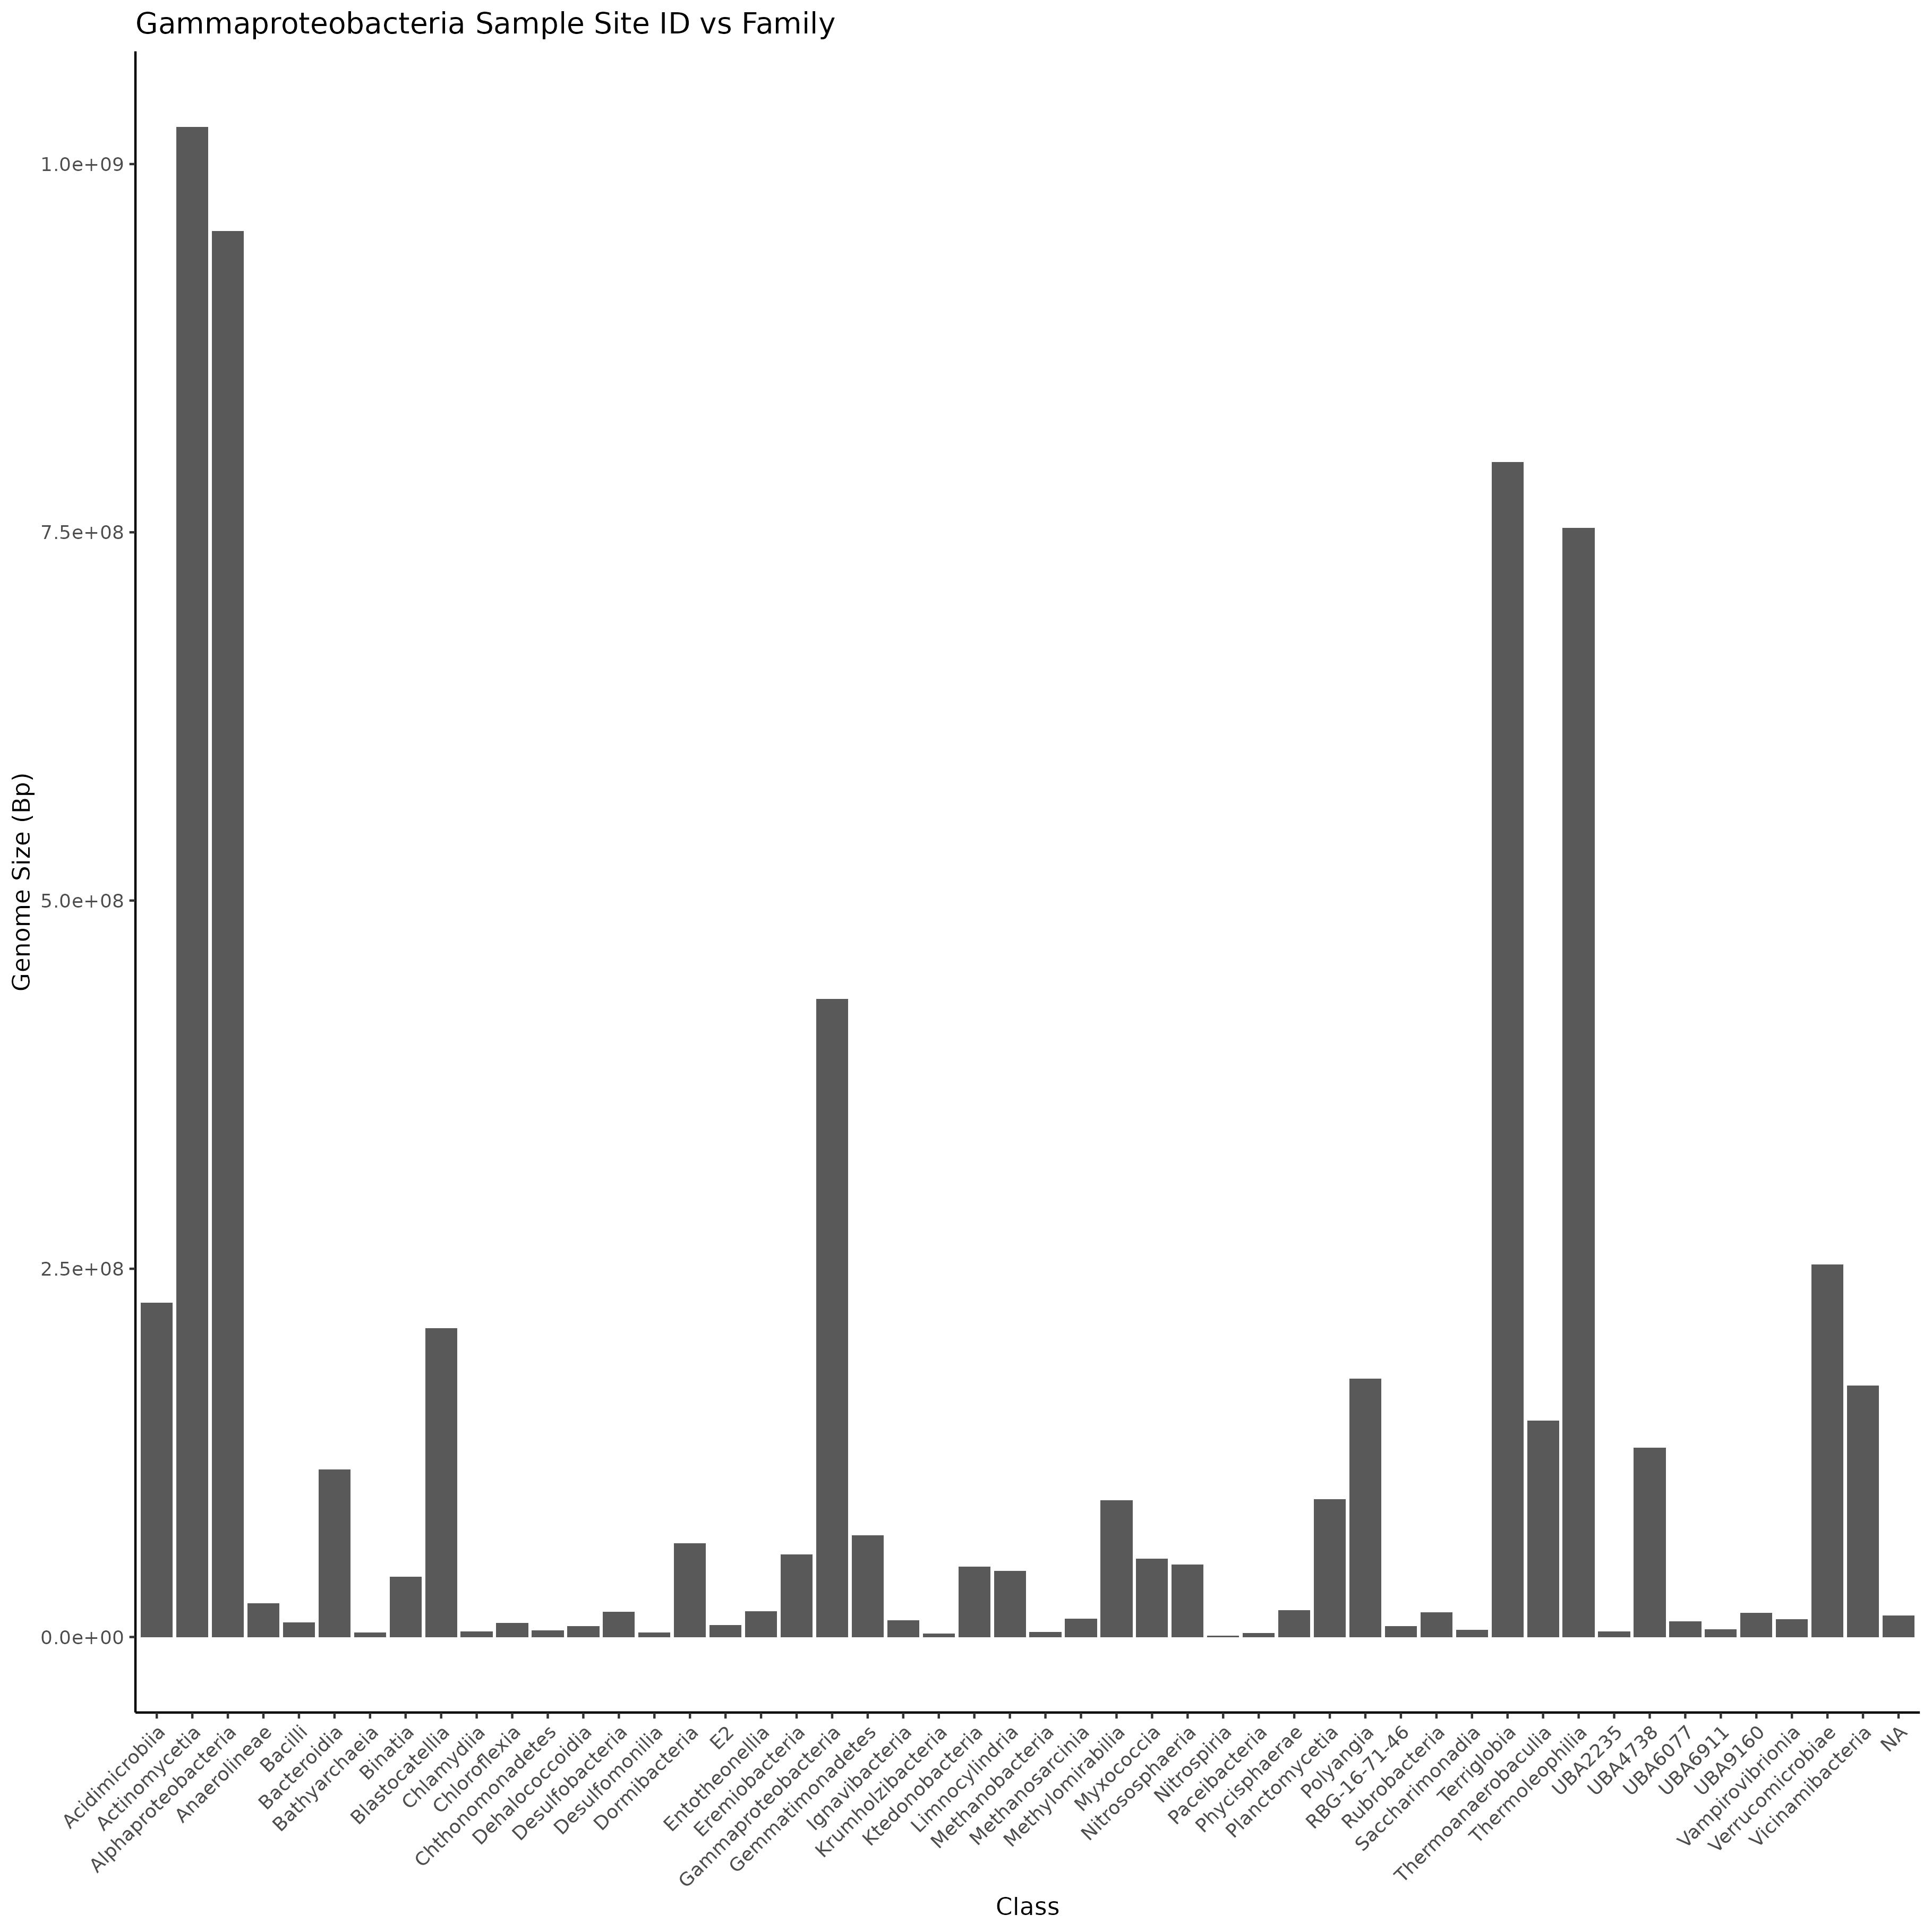 Gammaproteobacteria Sample Site ID vs Family
Genome Size (Bp)
1.0e+09
7.5e+08
5.0e+08
2.5e+08
0.0e+00
Acidimicrobiia
Actinomycetia
Alphaproteobacteria
Anaerolineae
Bacilli
Bacteroidia
Bathyarchaeia
Binatia
Blastocatellia
Chlamydiia
Chloroflexia
Chthonomonadetes
Dehalococcoidia
Desulfobacteria
Desulfomonilia
Dormibacteria
E2
Entotheonellia
Eremiobacteria
Gammaproteobacteria
Gemmatimonadetes
Ignavibacteria
Krumholzibacteria
Ktedonobacteria
Limnocylindria
Methanobacteria
Methanosarcinia
Methylomirabilia
Myxococcia
Nitrososphaeria
Nitrospiria
Paceibacteria
Phycisphaerae
Planctomycetia
Polyangia
RBG-16-71-46
Rubrobacteria
Saccharimonadia
Terriglobia
Thermoanaerobaculia
Thermoleophilia
UBA2235
UBA4738
UBA6077
UBA6911
UBA9160
Vampirovibrionia
Verrucomicrobiae
Vicinamibacteria
NA
Class